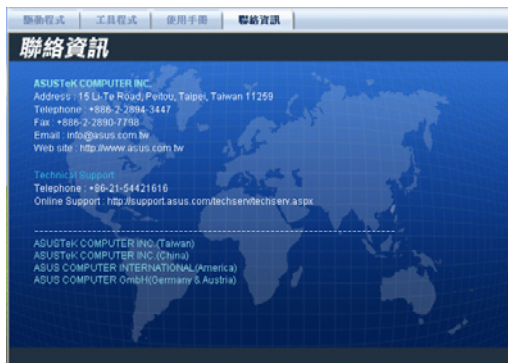 驅動程式 工具程式 使用手冊 聯絡資訊
聯絡資訊
ASUSTeK COMPUTER INC.
Address : 15 Li-Te Road, Peitou, Taipei, Taiwan 11259
Telephone : +886-2-2894-3447
Fax : +886-2-2890-7798
Email : info@asus.com.tw
Web site : http://www.asus.com.tw
Technical Support
Telephone : +86-21-54421616
Online Support : http://support.asus.com/techserv/techserv.aspx
ASUSTeK COMPUTER INC.(Taiwan)
ASUSTeK COMPUTER INC.(China)
ASUS COMPUTER INTERNATIONAL(America)
ASUS COMPUTER GmbH(Germany & Austria)